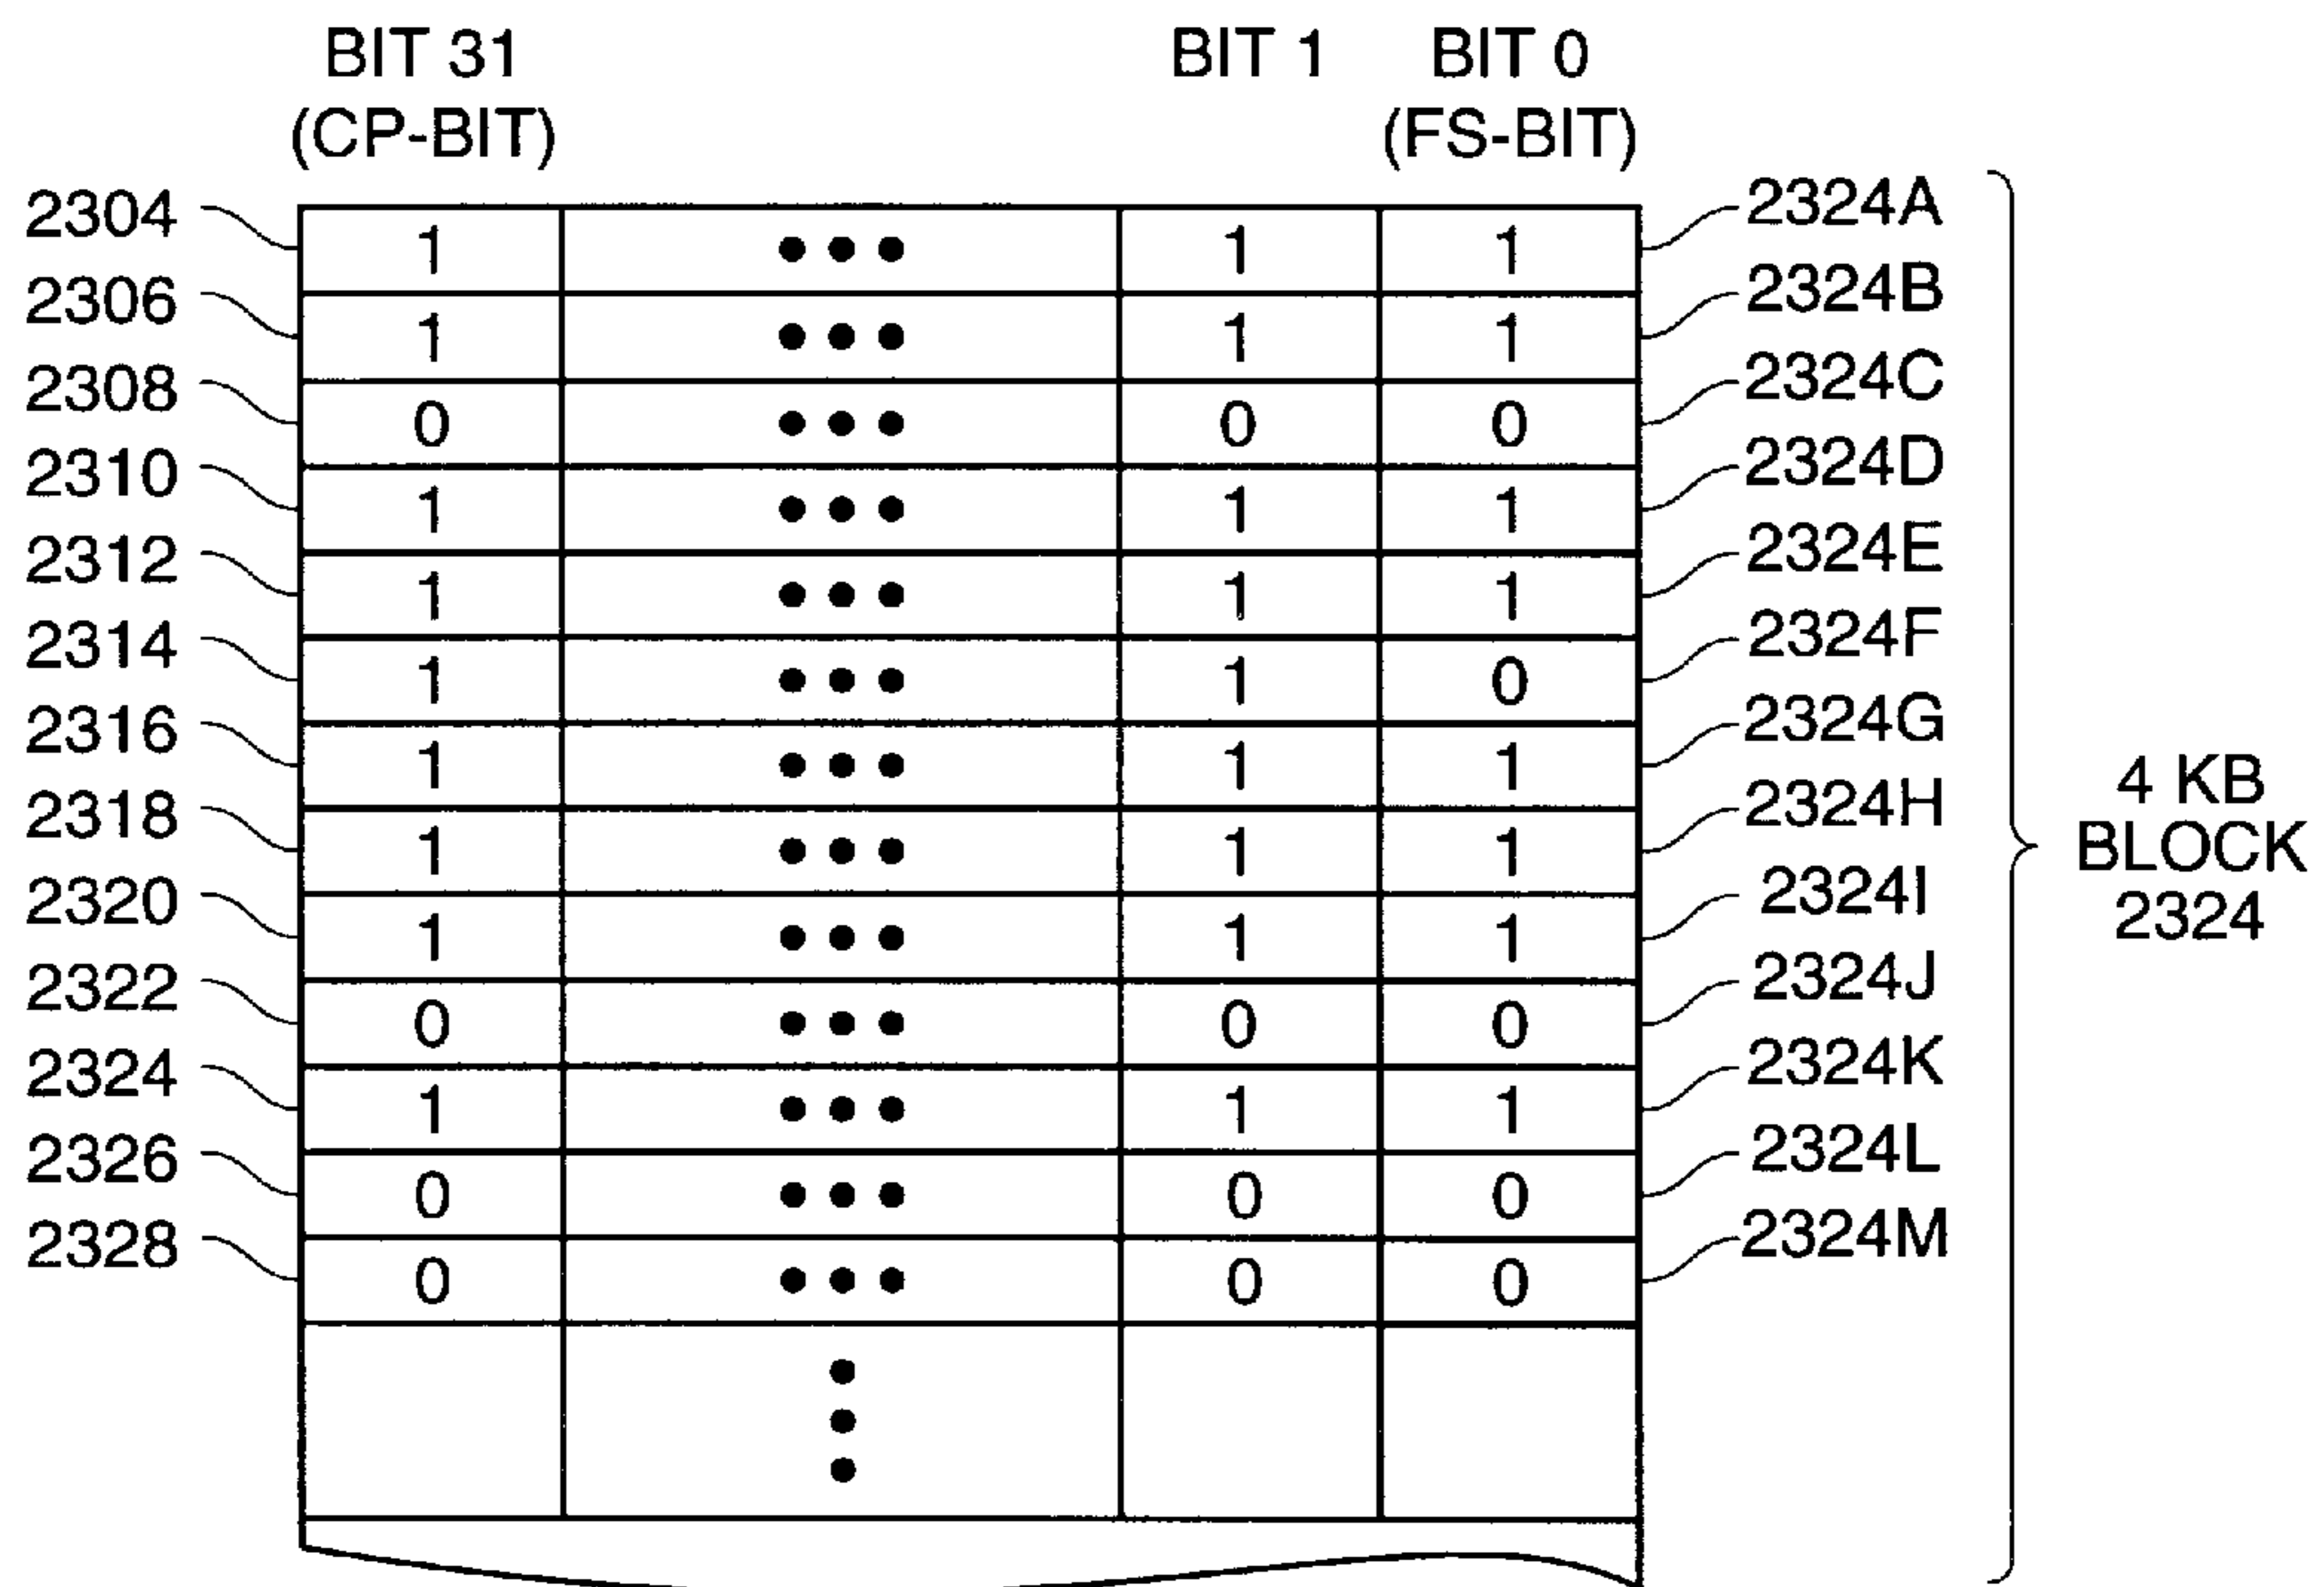 BIT 31 BIT 1 BIT 0
(CP-BIT) (FS-BIT)
2304 1 ••• 1 1 2324A
2306 1 ••• 1 1 2324B
2308 0 ••• 0 0 2324C
2310 1 ••• 1 1 2324D
2312 1 ••• 1 1 2324E
2314 1 ••• 1 0 2324F
2316 1 ••• 1 1 2324G
2318 1 ••• 1 1 2324H
2320 1 ••• 1 1 2324I
2322 0 ••• 0 0 2324J
2324 1 ••• 1 1 2324K
2326 0 ••• 0 0 2324L
2328 0 ••• 0 0 2324M
4 KB
BLOCK
2324